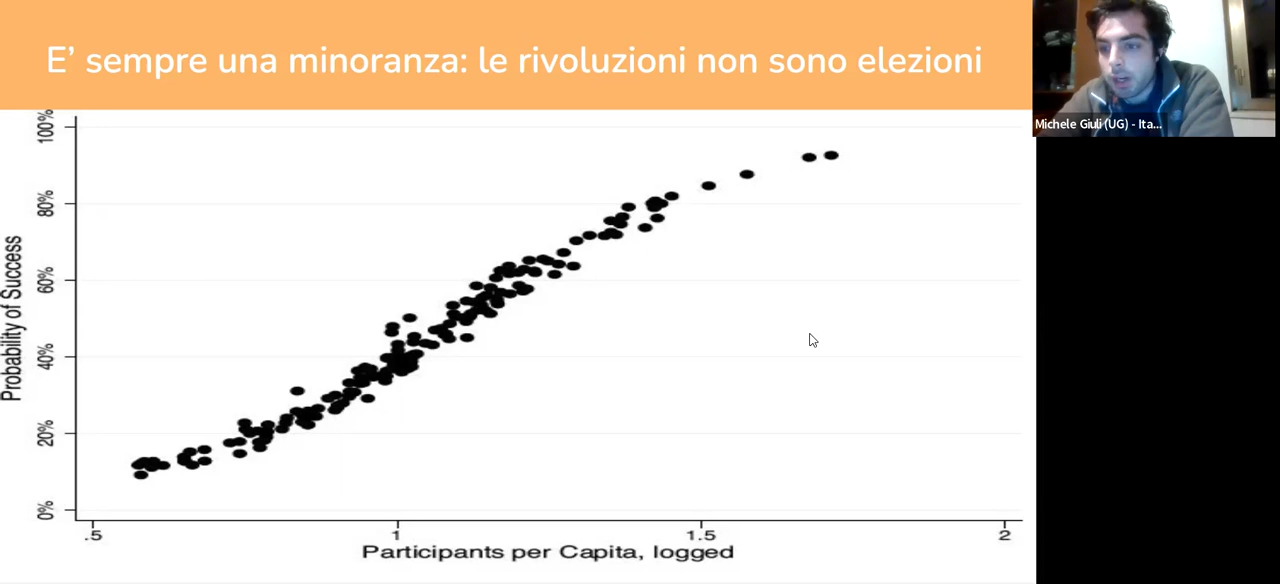 E’ sempre una minoranza: le rivoluzioni non sono elezioni
Michele Giuli (UG) - Ita...
Probability of Success
100%
80%
60%
40%
20%
0%
.5
1
1.5
2
Participants per Capita, logged